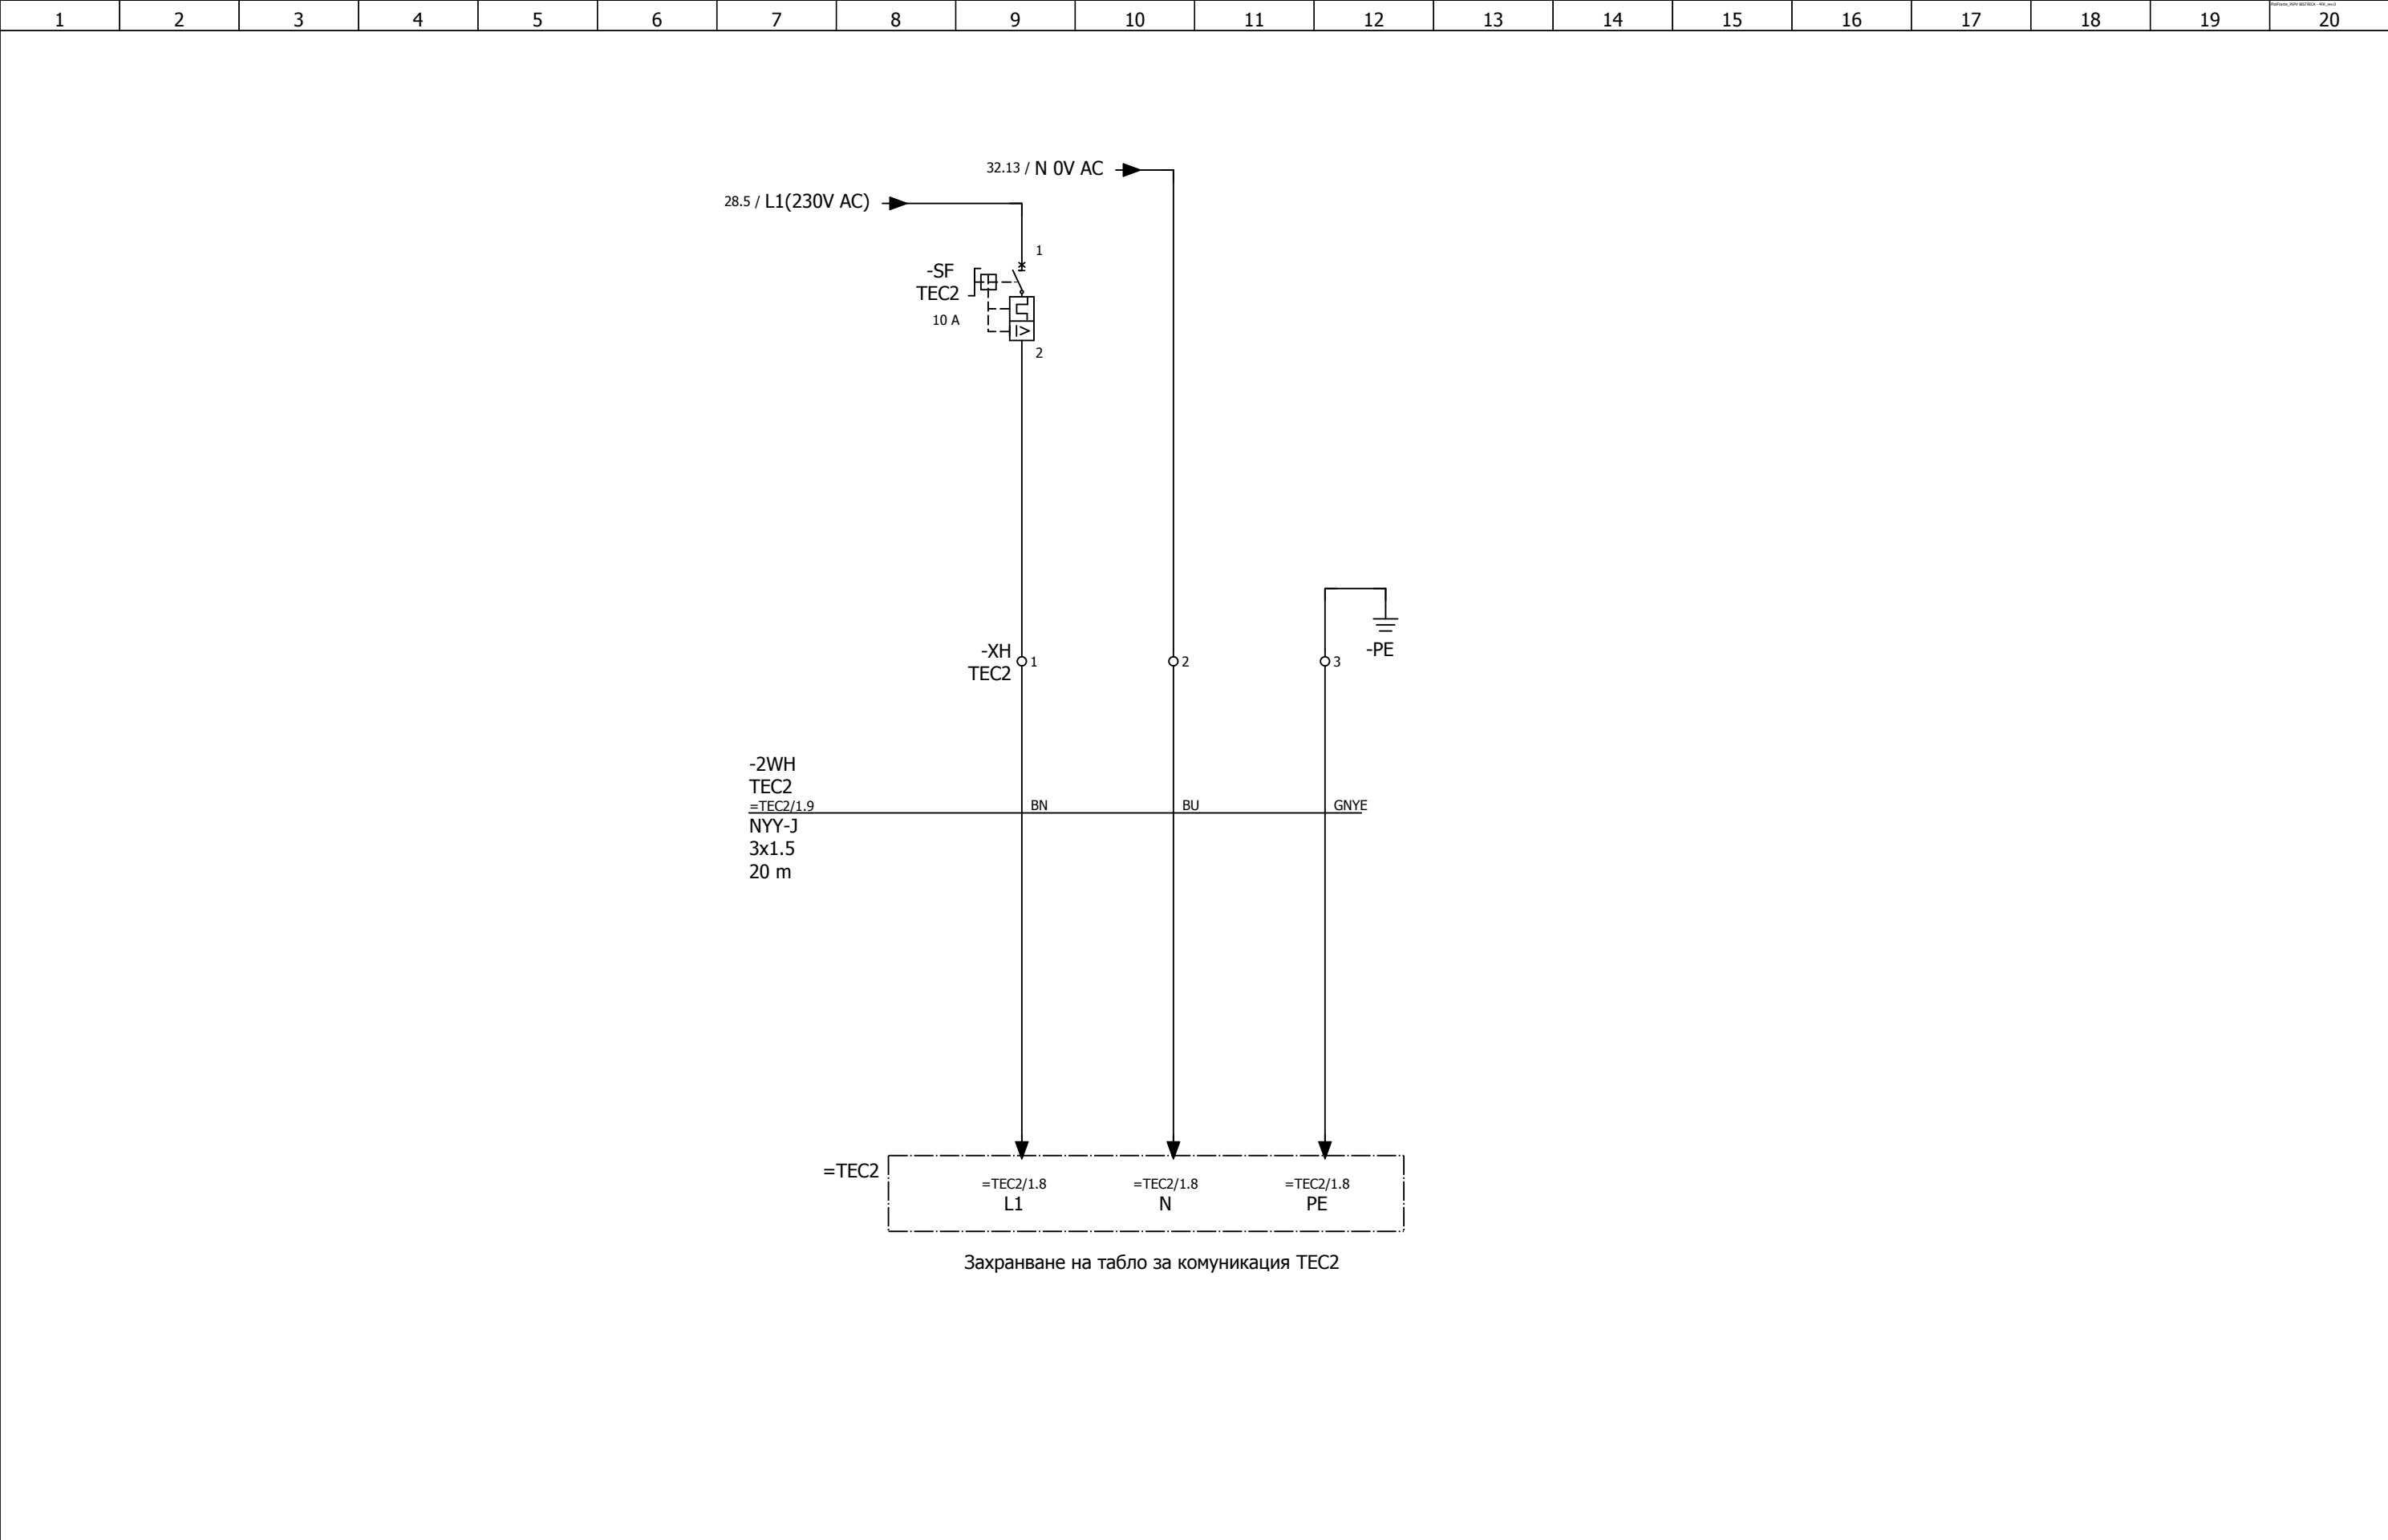 1 2 3 4 5 6 7 8 9 10 11 12 13 14 15 16 17 18 19 20
32.13 / N 0V AC
28.5 / L1(230V AC)
1
-SF
TEC2
10 A
2
-XH
TEC2
1
2
3
-PE
-2WH
TEC2
=TEC2/1.9
BN
BU
GNYE
NYY-J
3x1.5
20 m
=TEC2
=TEC2/1.8
L1
=TEC2/1.8
N
=TEC2/1.8
PE
Захранване на табло за комуникация TEC2